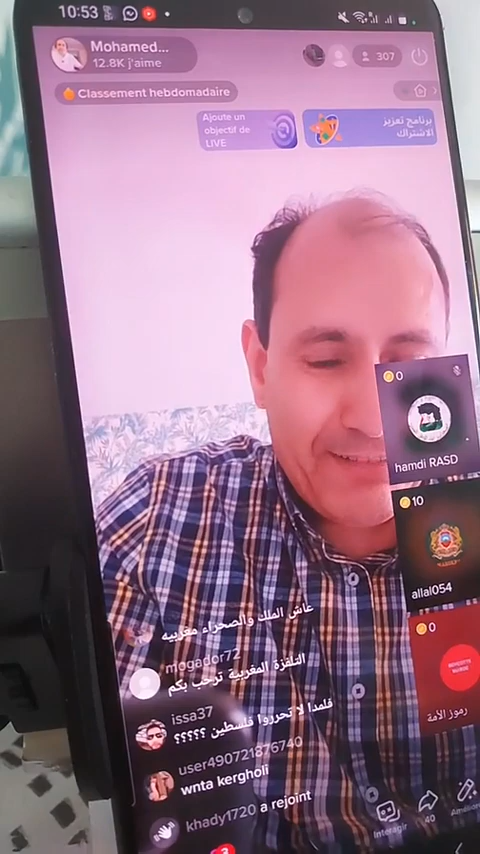 10:53
Mohamed...
12.8K j'aime
307
Classement hebdomadaire
Ajoute un
objectif de
LIVE
برنامج تعزيز
الاشتراك
0
hamdi RASD
10
allal054
0
رموز الأمة
عاش الملك والصحراء مغربيه
mogador72
التلفزة المغربية ترحب بكم
issa37
فلمدا لا تحرروا فلسطين ؟؟؟؟؟
user490721876740
wnta kergholi
khady1720 a rejoint
Interagir
40
3